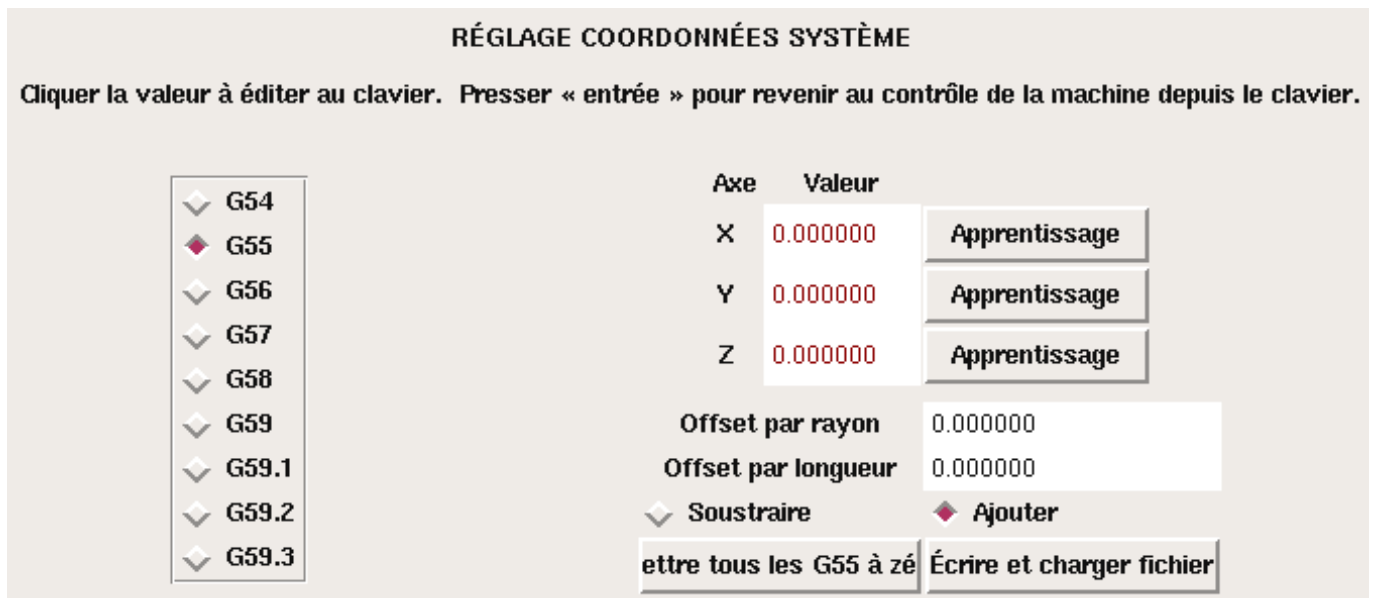 RÉGLAGE COORDONNÉES SYSTÈME
Cliquer la valeur à éditer au clavier. Presser « entrée » pour revenir au contrôle de la machine depuis le clavier.
G54
G55
G56
G57
G58
G59
G59.1
G59.2
G59.3
Axe Valeur
X 0.000000 Apprentissage
Y 0.000000 Apprentissage
Z 0.000000 Apprentissage
Offset par rayon 0.000000
Offset par longueur 0.000000
Soustraire Ajouter
ettre tous les G55 à zé Écrire et charger fichier